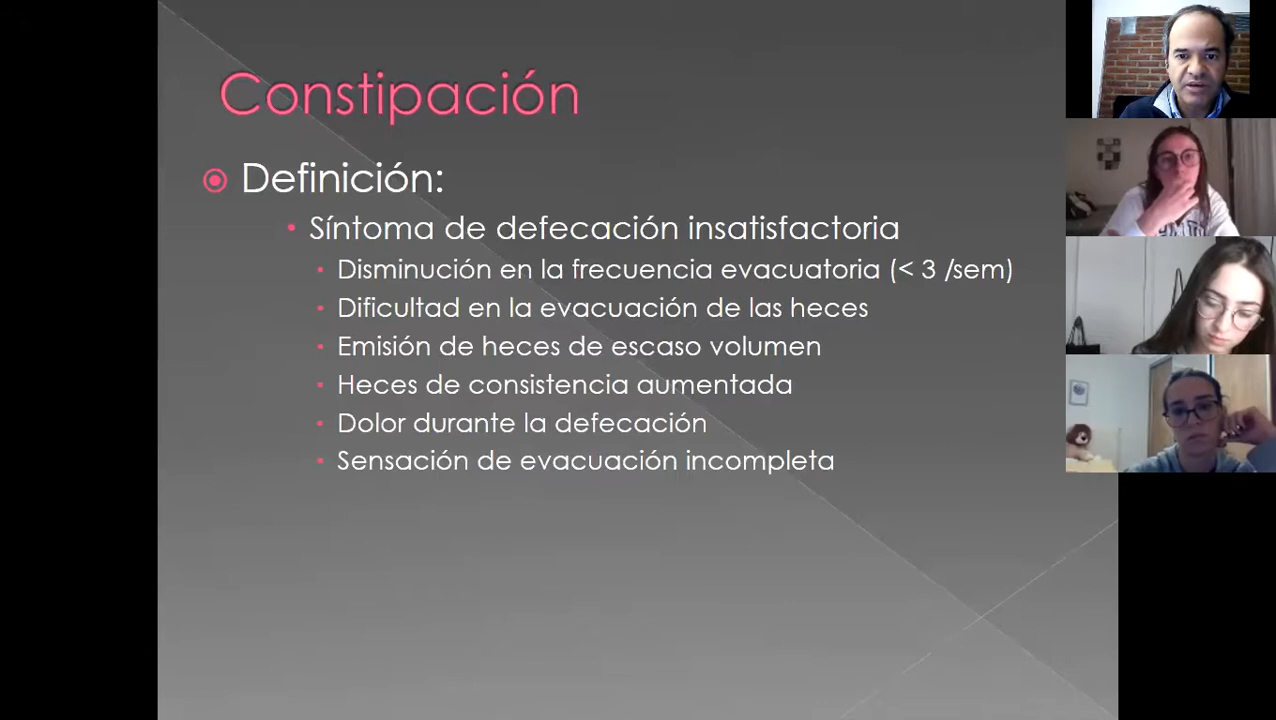 Constipación
Definición:
Síntoma de defecación insatisfactoria
Disminución en la frecuencia evacuatoria (< 3 /sem)
Dificultad en la evacuación de las heces
Emisión de heces de escaso volumen
Heces de consistencia aumentada
Dolor durante la defecación
Sensación de evacuación incompleta